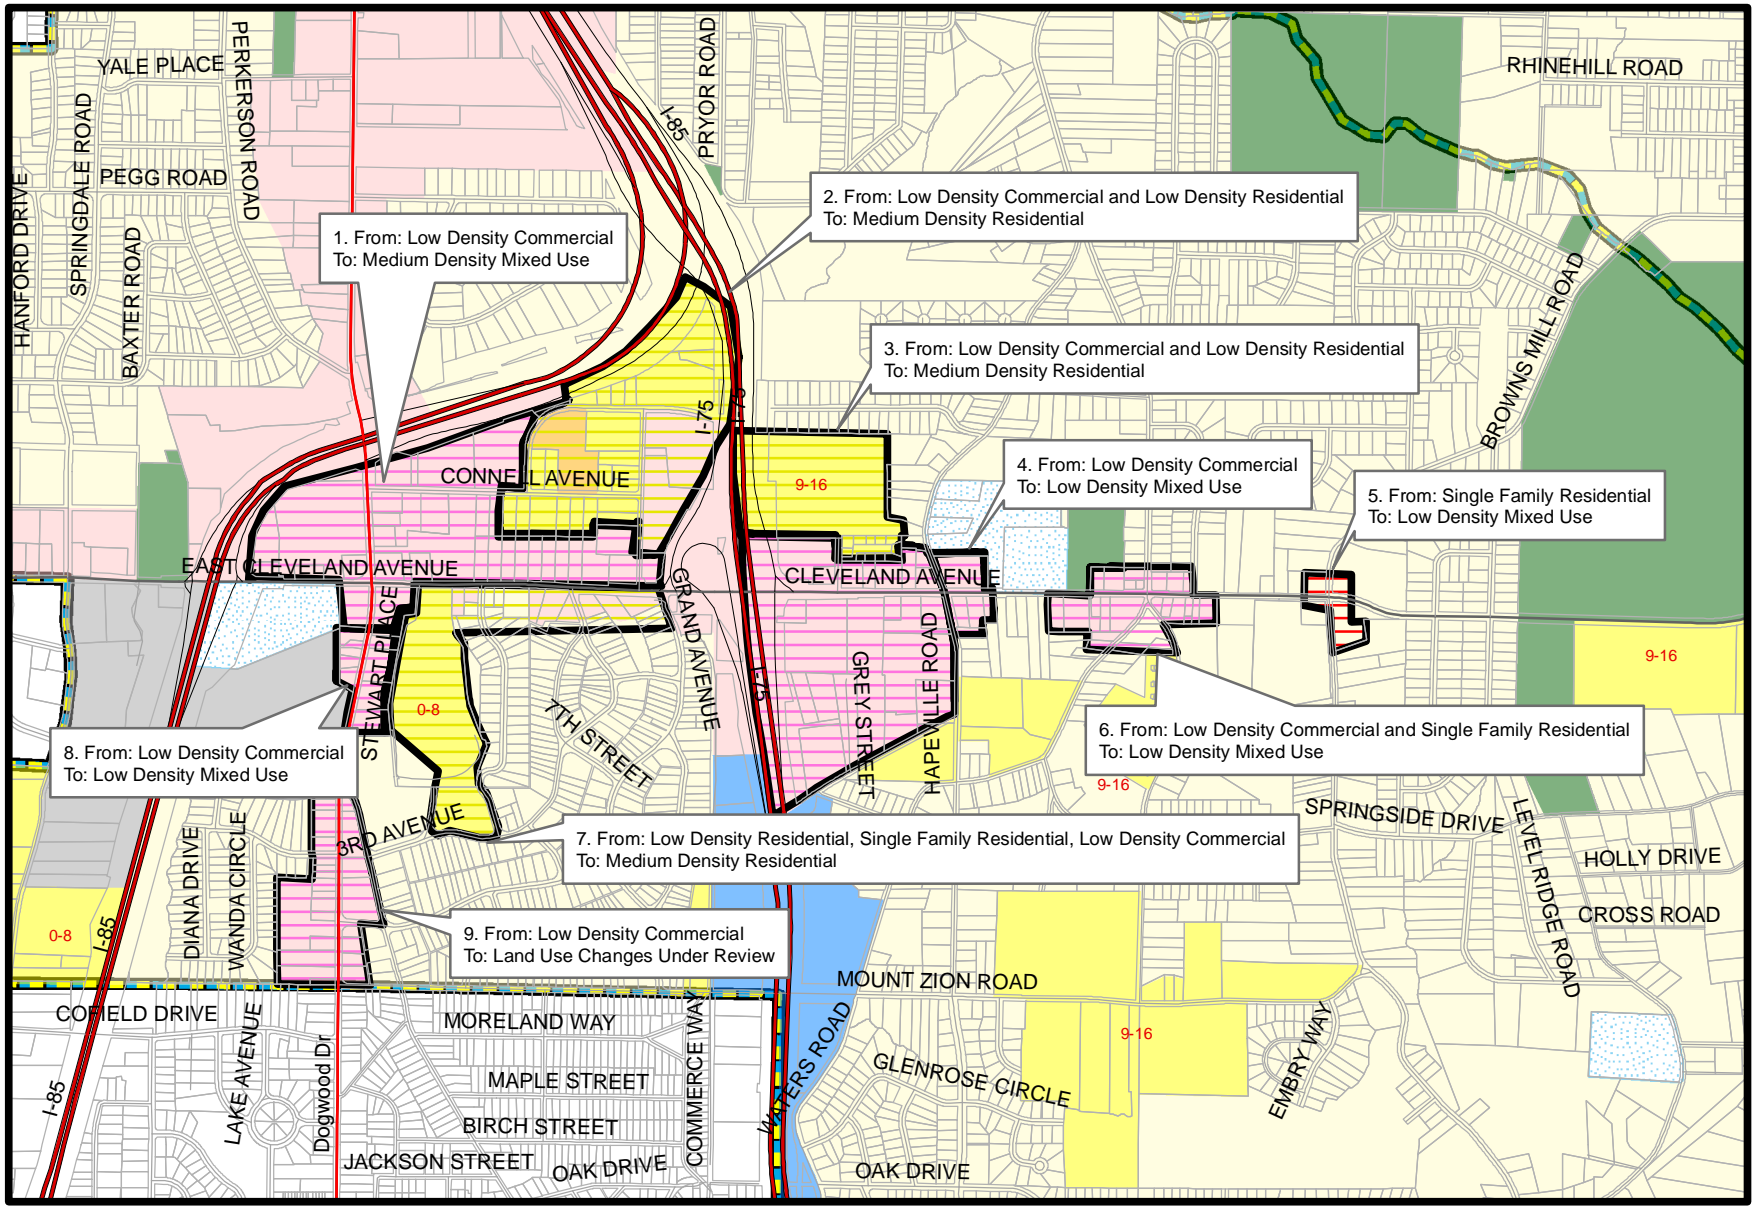 YALE PLACE
PERKERSON ROAD
SPRINGDALE ROAD
PEGG ROAD
HANFORD DRIVE
BAXTER ROAD
I-85
PRYOR ROAD
RHINEHILL ROAD
BROWNS MILL ROAD
1. From: Low Density Commercial
To: Medium Density Mixed Use
2. From: Low Density Commercial and Low Density Residential
To: Medium Density Residential
3. From: Low Density Commercial and Low Density Residential
To: Medium Density Residential
4. From: Low Density Commercial
To: Low Density Mixed Use
5. From: Single Family Residential
To: Low Density Mixed Use
I-75
I-75
CONNELL AVENUE
9-16
EAST CLEVELAND AVENUE
CLEVELAND AVENUE
GRAND AVENUE
STEWART PLACE
0-8
7TH STREET
I-75
GREY STREET
HAPEVILLE ROAD
9-16
6. From: Low Density Commercial and Single Family Residential
To: Low Density Mixed Use
9-16
8. From: Low Density Commercial
To: Low Density Mixed Use
7. From: Low Density Residential, Single Family Residential, Low Density Commercial
To: Medium Density Residential
3RD AVENUE
DIANA DRIVE
WANDA CIRCLE
SPRINGSIDE DRIVE
LEVEL RIDGE ROAD
HOLLY DRIVE
CROSS ROAD
0-8
I-85
9. From: Low Density Commercial
To: Land Use Changes Under Review
MOUNT ZION ROAD
COFIELD DRIVE
LAKE AVENUE
Dogwood Dr
MORELAND WAY
COMMERCE WAY
WATERS ROAD
9-16
EMBRY WAY
GLENROSE CIRCLE
MAPLE STREET
I-85
BIRCH STREET
JACKSON STREET
OAK DRIVE
OAK DRIVE